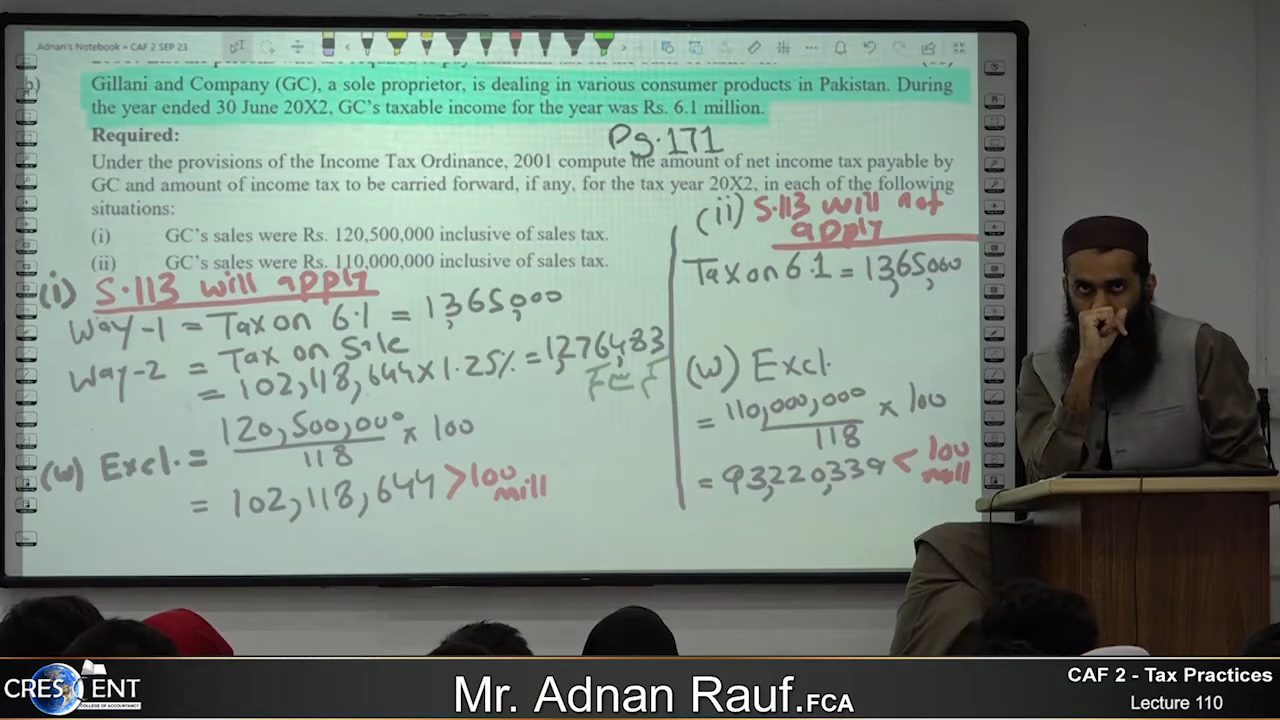 Adnan's Notebook » CAF 2 SEP 23
Gillani and Company (GC), a sole proprietor, is dealing in various consumer products in Pakistan. During
the year ended 30 June 20X2, GC's taxable income for the year was Rs. 6.1 million.
Required:
Pg.171
Under the provisions of the Income Tax Ordinance, 2001 compute the amount of net income tax payable by
GC and amount of income tax to be carried forward, if any, for the tax year 20X2, in each of the following
situations:
(i) GC's sales were Rs. 120,500,000 inclusive of sales tax.
(ii) GC's sales were Rs. 110,000,000 inclusive of sales tax.
(i) S.113 will apply
Way-1 = Tax on 6.1 = 1,365,000
Way-2 = Tax on Sale
= 102,118,644 x 1.25% = 1,276,483
(W) Excl. = 120,500,000 x 100
118
= 102,118,644 > 100
mill
(ii) S.113 will not
apply
Tax on 6.1 = 1,365,000
(W) Excl.
= 110,000,000 x 100
118
= 93,220,339 < 100
mill
CRESCENT
COLLEGE OF ACCOUNTANCY
Mr. Adnan Rauf.FCA
CAF 2 - Tax Practices
Lecture 110